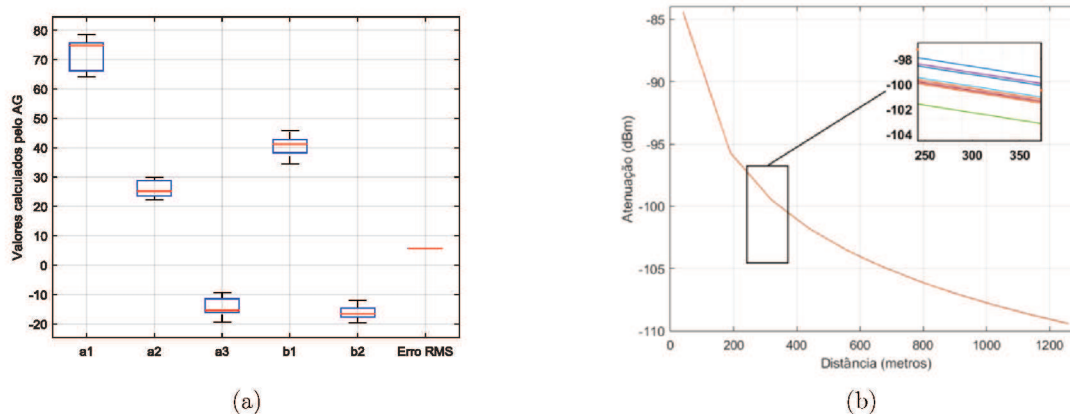 Valores calculados pelo AG
80
70
60
50
40
30
20
10
0
-10
-20
a1
a2
a3
b1
b2
Erro RMS
(a)
Atenuação (dBm)
-85
-90
-95
-100
-105
-110
0
200
400
600
800
1000
1200
Distância (metros)
-98
-100
-102
-104
250
300
350
(b)